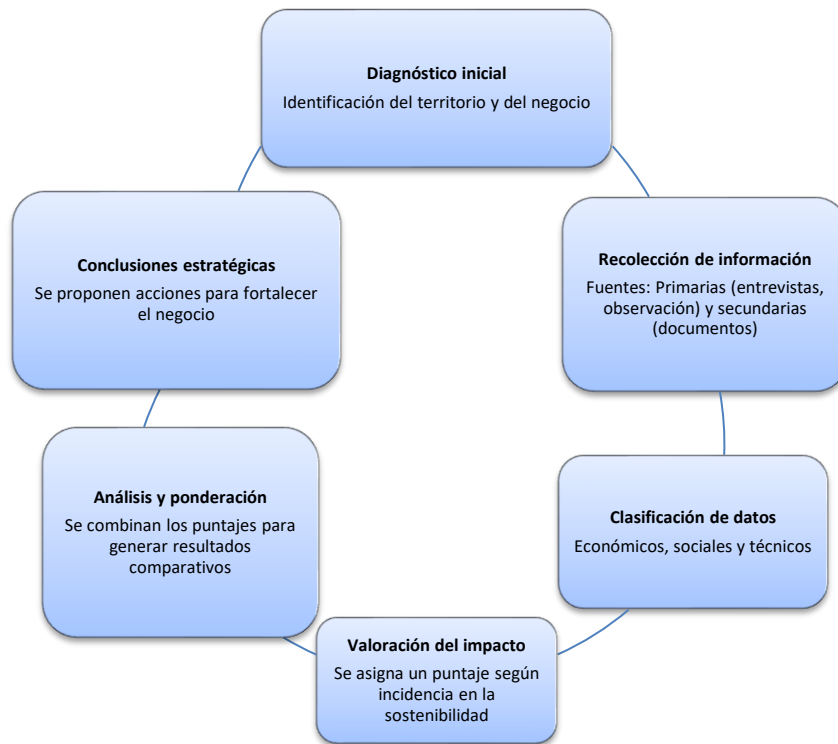 Diagnóstico inicial
Identificación del territorio y del negocio
Recolección de información
Fuentes: Primarias (entrevistas,
observación) y secundarias
(documentos)
Clasificación de datos
Económicos, sociales y técnicos
Valoración del impacto
Se asigna un puntaje según
incidencia en la
sostenibilidad
Análisis y ponderación
Se combinan los puntajes para
generar resultados
comparativos
Conclusiones estratégicas
Se proponen acciones para fortalecer
el negocio